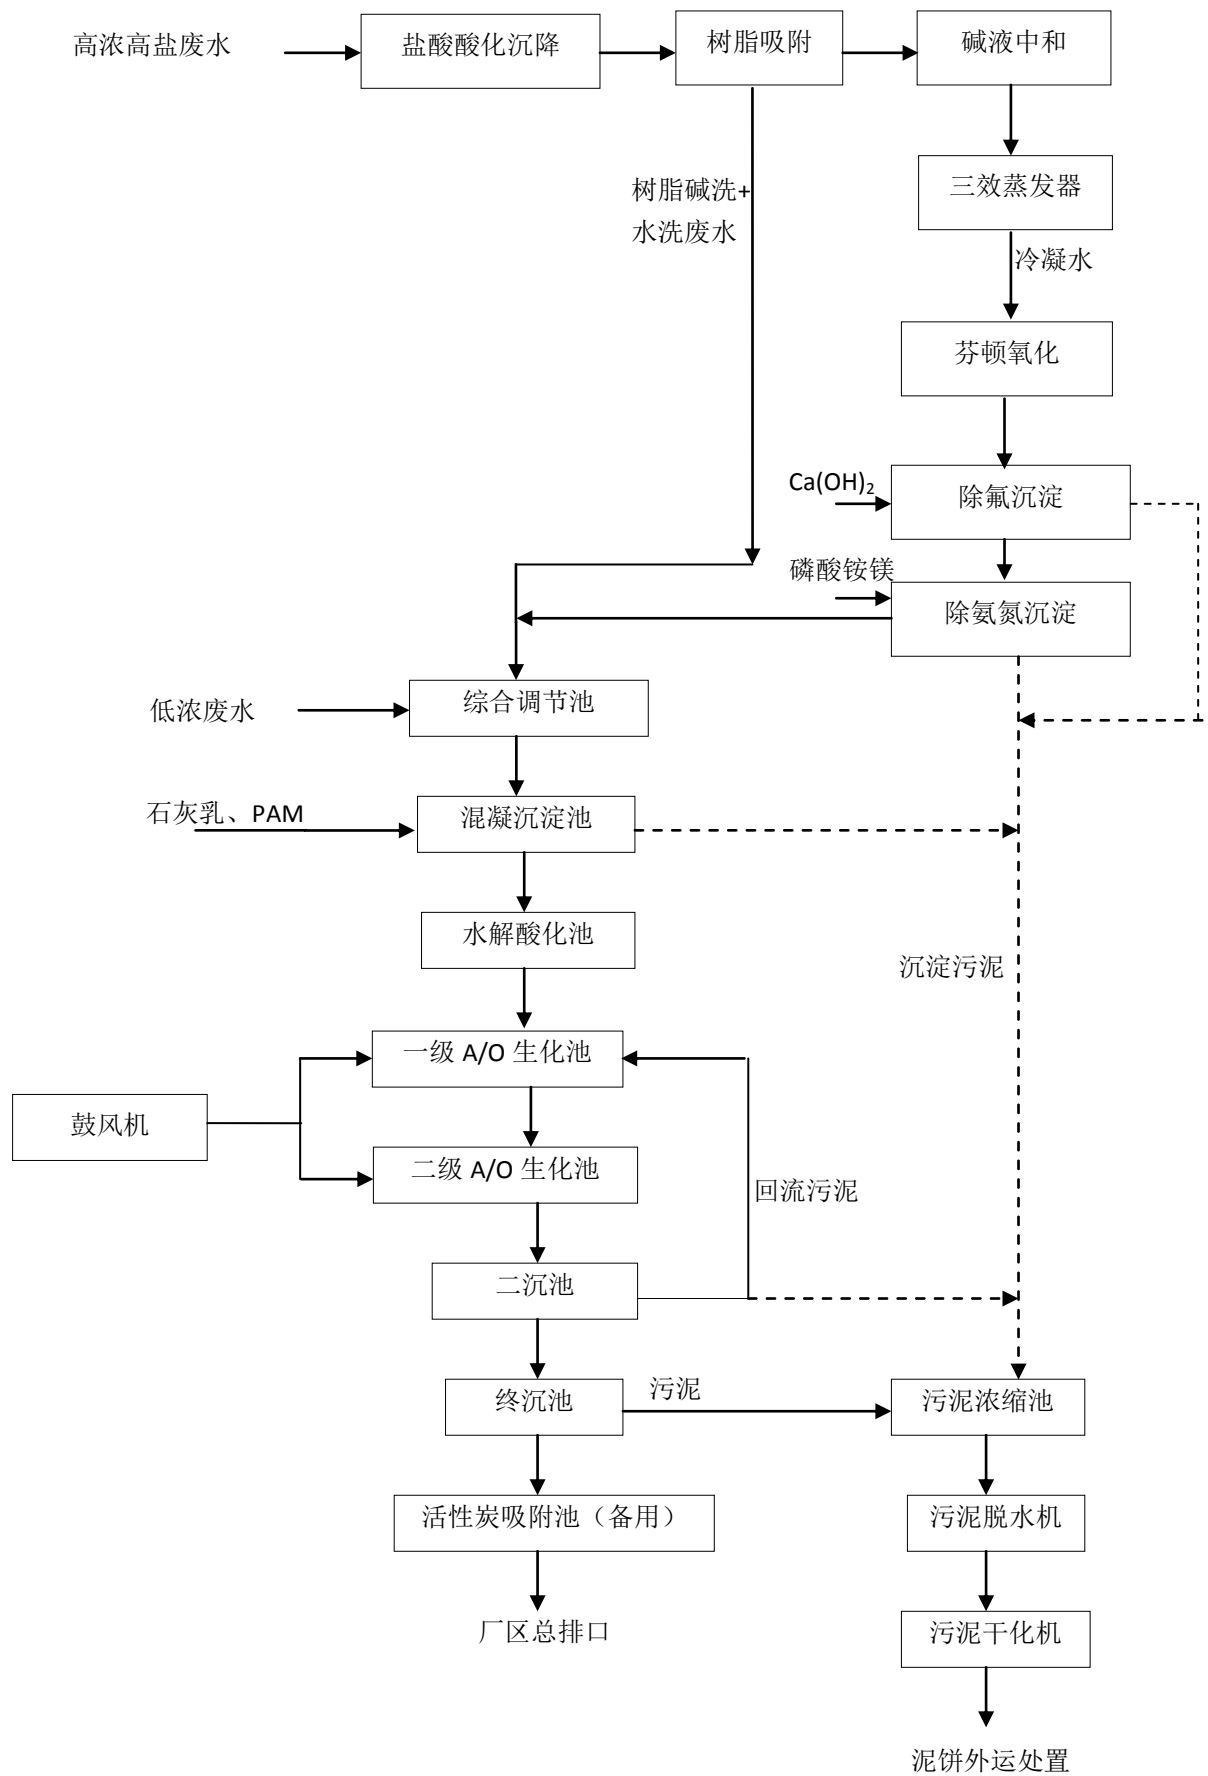 高浓高盐废水
盐酸酸化沉降
树脂吸附
碱液中和
树脂碱洗+
水洗废水
三效蒸发器
冷凝水
芬顿氧化
Ca(OH)₂
除氟沉淀
磷酸铵镁
除氨氮沉淀
低浓废水
综合调节池
石灰乳、PAM
混凝沉淀池
水解酸化池
沉淀污泥
一级 A/O 生化池
鼓风机
二级 A/O 生化池
回流污泥
二沉池
终沉池
污泥
污泥浓缩池
活性炭吸附池（备用）
污泥脱水机
厂区总排口
污泥干化机
泥饼外运处置